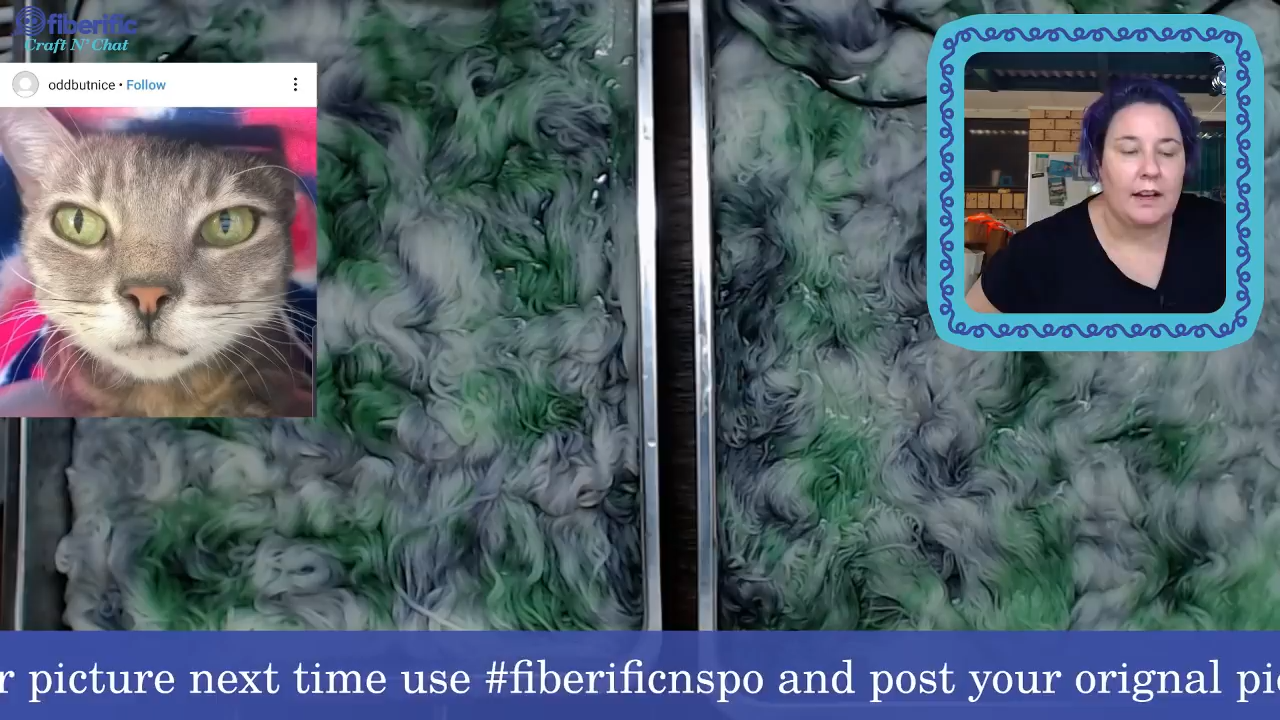 fiberific
Craft N' Chat
oddbutnice • Follow
r picture next time use #fiberificnspo and post your orignal pic